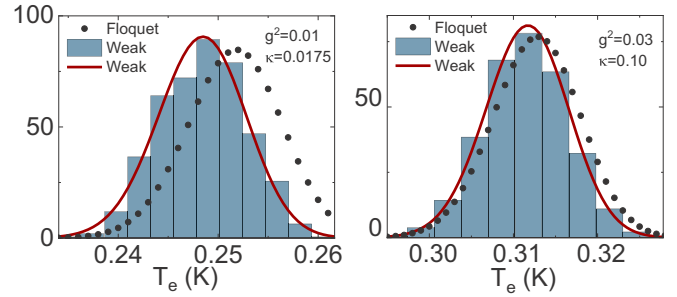 100
50
0
Floquet
Weak
Weak
g²=0.01
κ=0.0175
0.24
0.25
0.26
T_e (K)
50
0
Floquet
Weak
Weak
g²=0.03
κ=0.10
0.30
0.31
0.32
T_e (K)